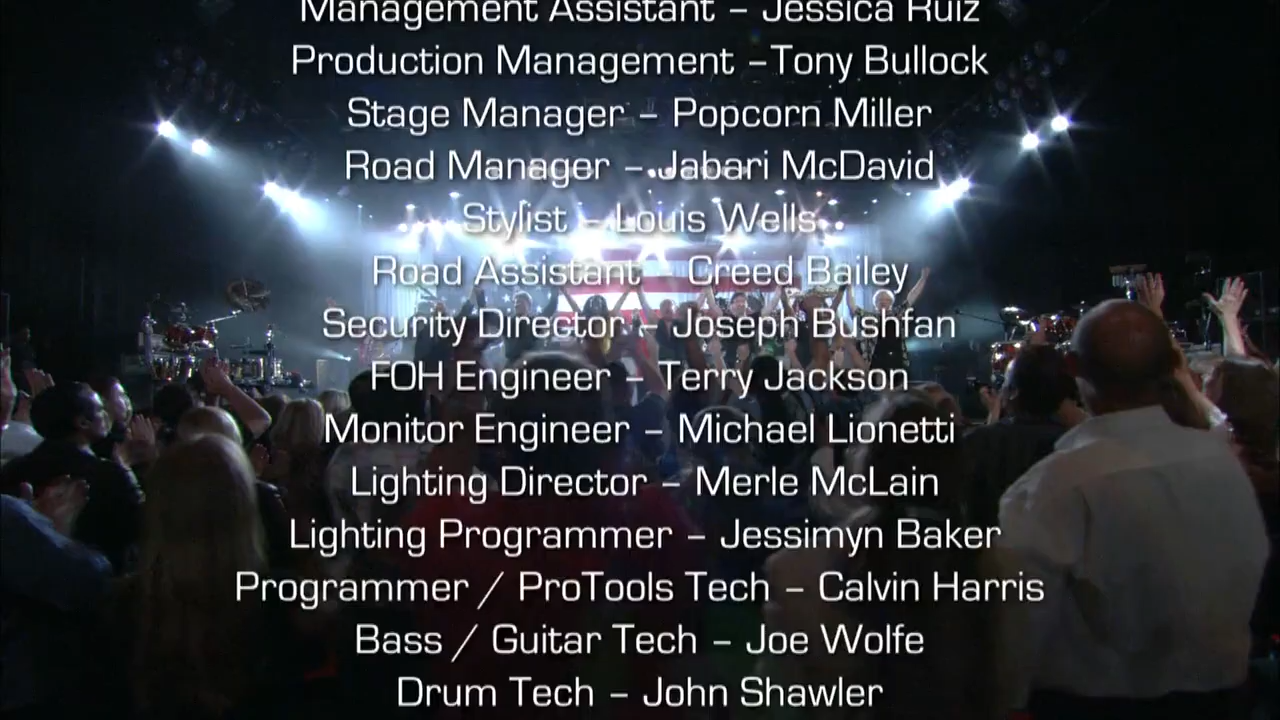 Management Assistant – Jessica Ruiz
Production Management –Tony Bullock
Stage Manager – Popcorn Miller
Road Manager – Jabari McDavid
Stylist – Louis Wells
Road Assistant – Creed Bailey
Security Director – Joseph Bushfan
FOH Engineer – Terry Jackson
Monitor Engineer – Michael Lionetti
Lighting Director – Merle McLain
Lighting Programmer – Jessimyn Baker
Programmer / ProTools Tech – Calvin Harris
Bass / Guitar Tech – Joe Wolfe
Drum Tech – John Shawler